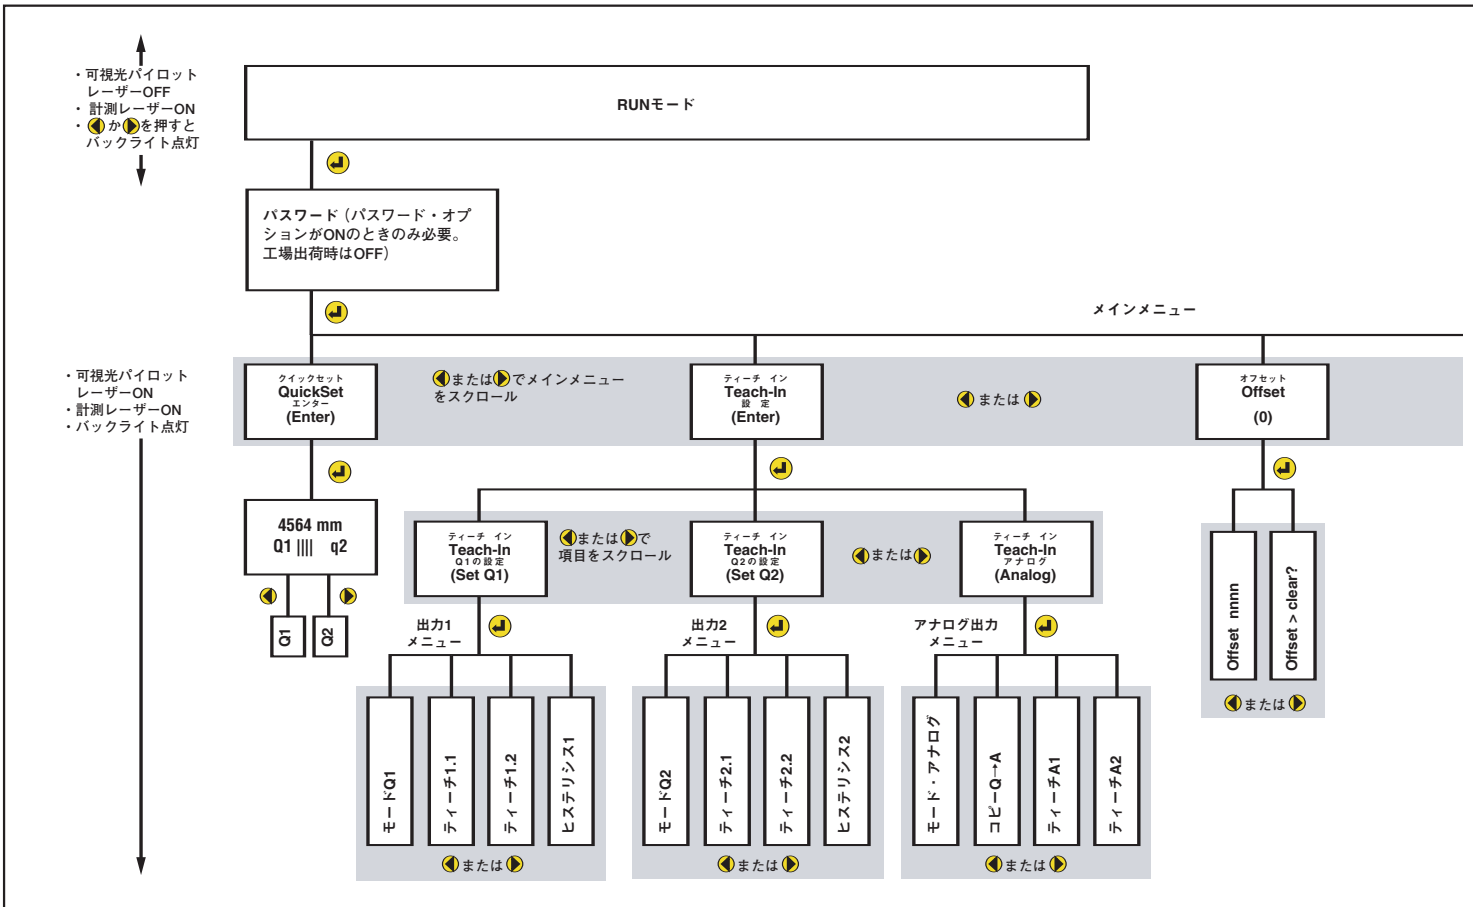 ・可視光パイロット
レーザーOFF
・ 計測レーザーON
・ か を押すと
バックライト点灯
RUNモード
パスワード（パスワード・オプ
ションがONのときのみ必要。
工場出荷時はOFF）
メインメニュー
・可視光パイロット
レーザーON
・計測レーザーON
・バックライト点灯
クイックセット
QuickSet
エンター
(Enter)
または でメインメニュー
をスクロール
ティーチ イン
Teach-In
設 定
(Enter)
または
オフセット
Offset
(0)
4564 mm
Q1 |||| q2
Q1
Q2
ティーチ イン
Teach-In
Q1の設定
(Set Q1)
または で
項目をスクロール
ティーチ イン
Teach-In
Q2の設定
(Set Q2)
または
ティーチ イン
Teach-In
アナログ
(Analog)
Offset nnnn
Offset > clear?
または
出力1
メニュー
モードQ1
ティーチ1.1
ティーチ1.2
ヒステリシス1
または
出力2
メニュー
モードQ2
ティーチ2.1
ティーチ2.2
ヒステリシス2
または
アナログ出力
メニュー
モード・アナログ
コピーQ→A
ティーチA1
ティーチA2
または